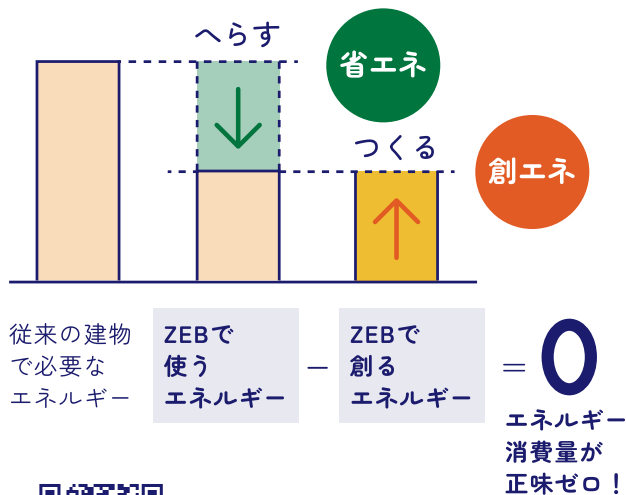 へらす
省エネ
つくる
創エネ
従来の建物
で必要な
エネルギー
ZEBで
使う
エネルギー
−
ZEBで
創る
エネルギー
=
0
エネルギー
消費量が
正味ゼロ！